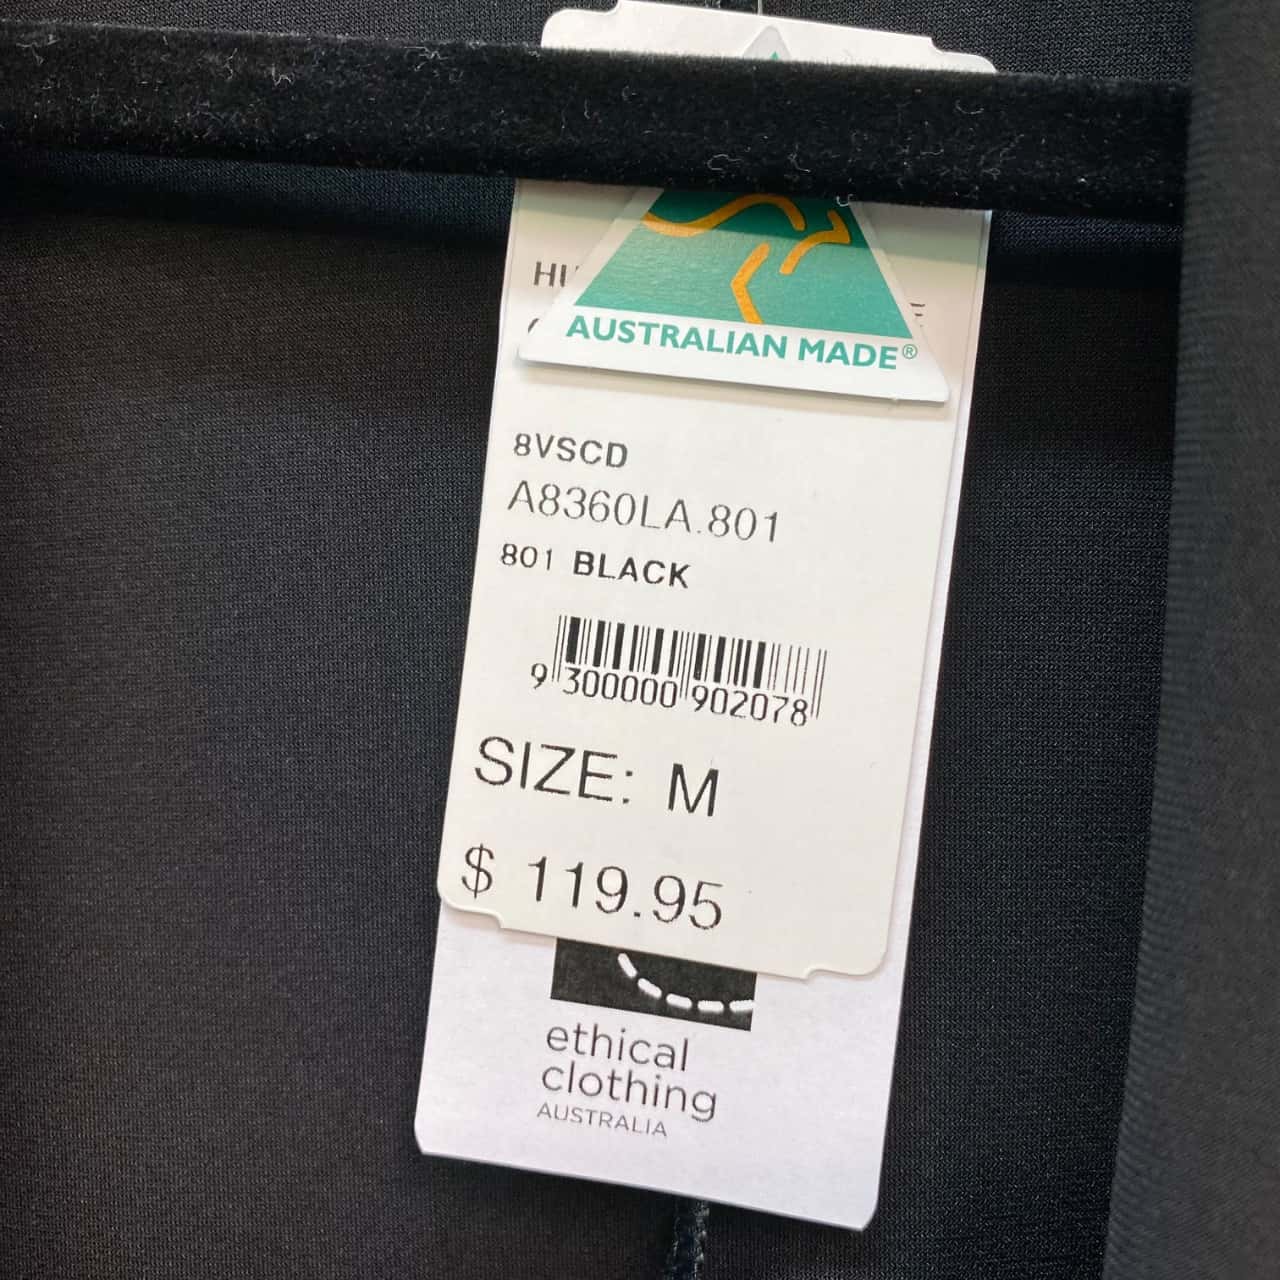 AUSTRALIAN MADE®
8VSCD
A8360LA.801
801 BLACK
9 300000 902078
SIZE: M
$ 119.95
ethical
clothing
AUSTRALIA